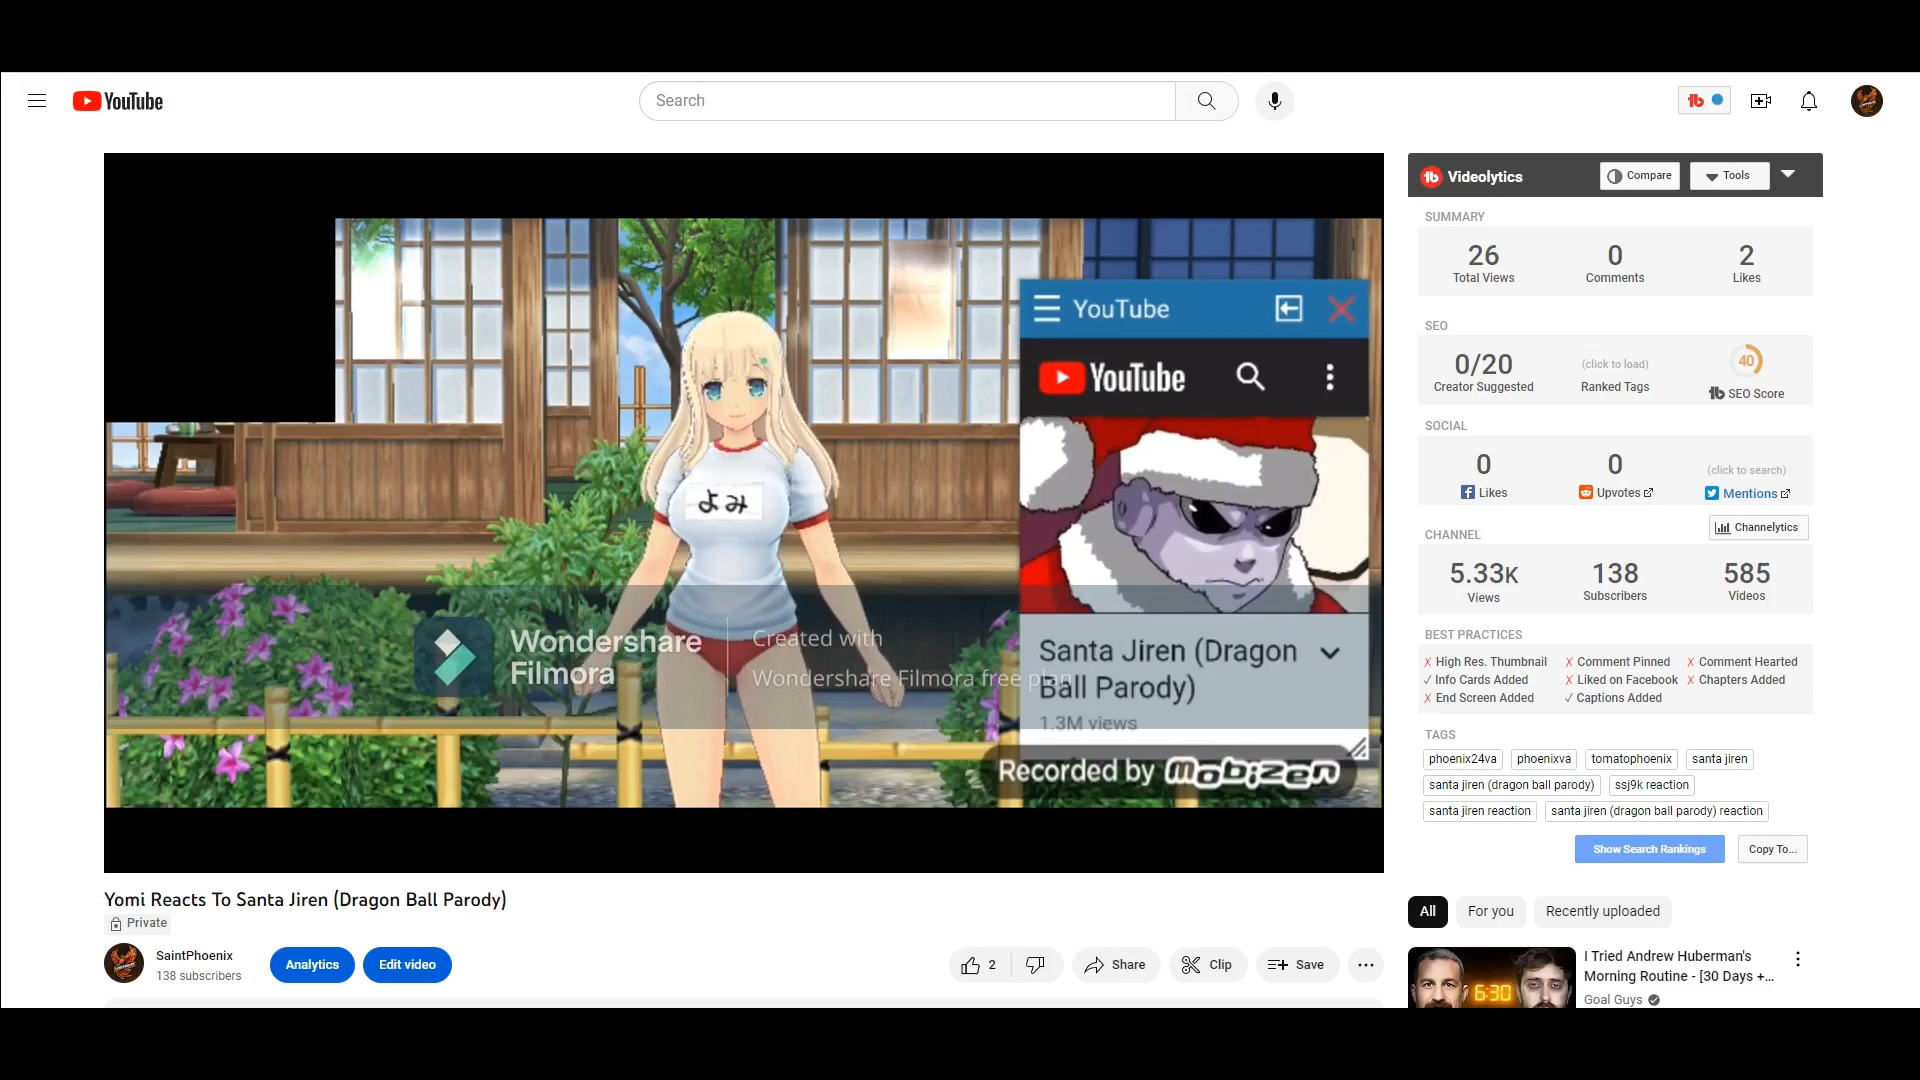 YouTube
Search
よみ
YouTube
YouTube
Santa Jiren (Dragon
Ball Parody)
1.3M views
Wondershare
Filmora
Created with
Wondershare Filmora free plan
Recorded by Mobizen
Yomi Reacts To Santa Jiren (Dragon Ball Parody)
Private
SaintPhoenix
138 subscribers
Analytics
Edit video
2
Share
Clip
Save
Videolytics
Compare
Tools
SUMMARY
26 0 2
Total Views Comments Likes
SEO
0/20 (click to load) 40
Creator Suggested Ranked Tags SEO Score
SOCIAL
0 0 (click to search)
Likes Upvotes Mentions
CHANNEL
Channelytics
5.33K 138 585
Views Subscribers Videos
BEST PRACTICES
✗ High Res. Thumbnail ✗ Comment Pinned ✗ Comment Hearted
✓ Info Cards Added ✗ Liked on Facebook ✗ Chapters Added
✗ End Screen Added ✓ Captions Added
TAGS
phoenix24va phoenixva tomatophoenix santa jiren
santa jiren (dragon ball parody) ssj9k reaction
santa jiren reaction santa jiren (dragon ball parody) reaction
Show Search Rankings Copy To...
All For you Recently uploaded
6:30
I Tried Andrew Huberman's
Morning Routine - [30 Days +...
Goal Guys